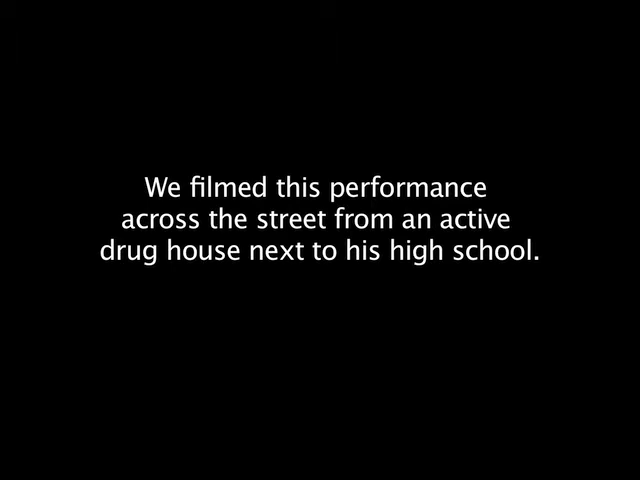 We filmed this performance
across the street from an active
drug house next to his high school.